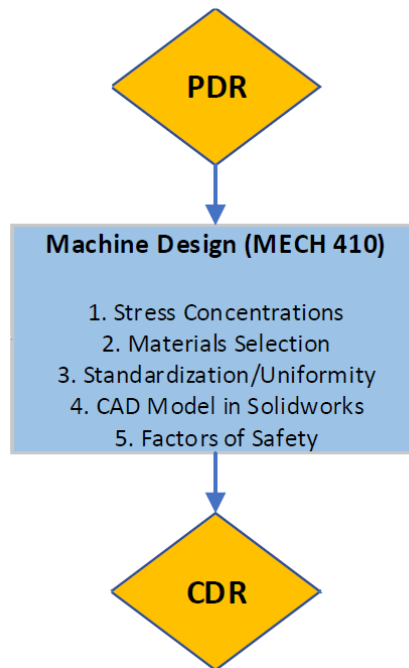 PDR
Machine Design (MECH 410)
1. Stress Concentrations
2. Materials Selection
3. Standardization/Uniformity
4. CAD Model in Solidworks
5. Factors of Safety
CDR